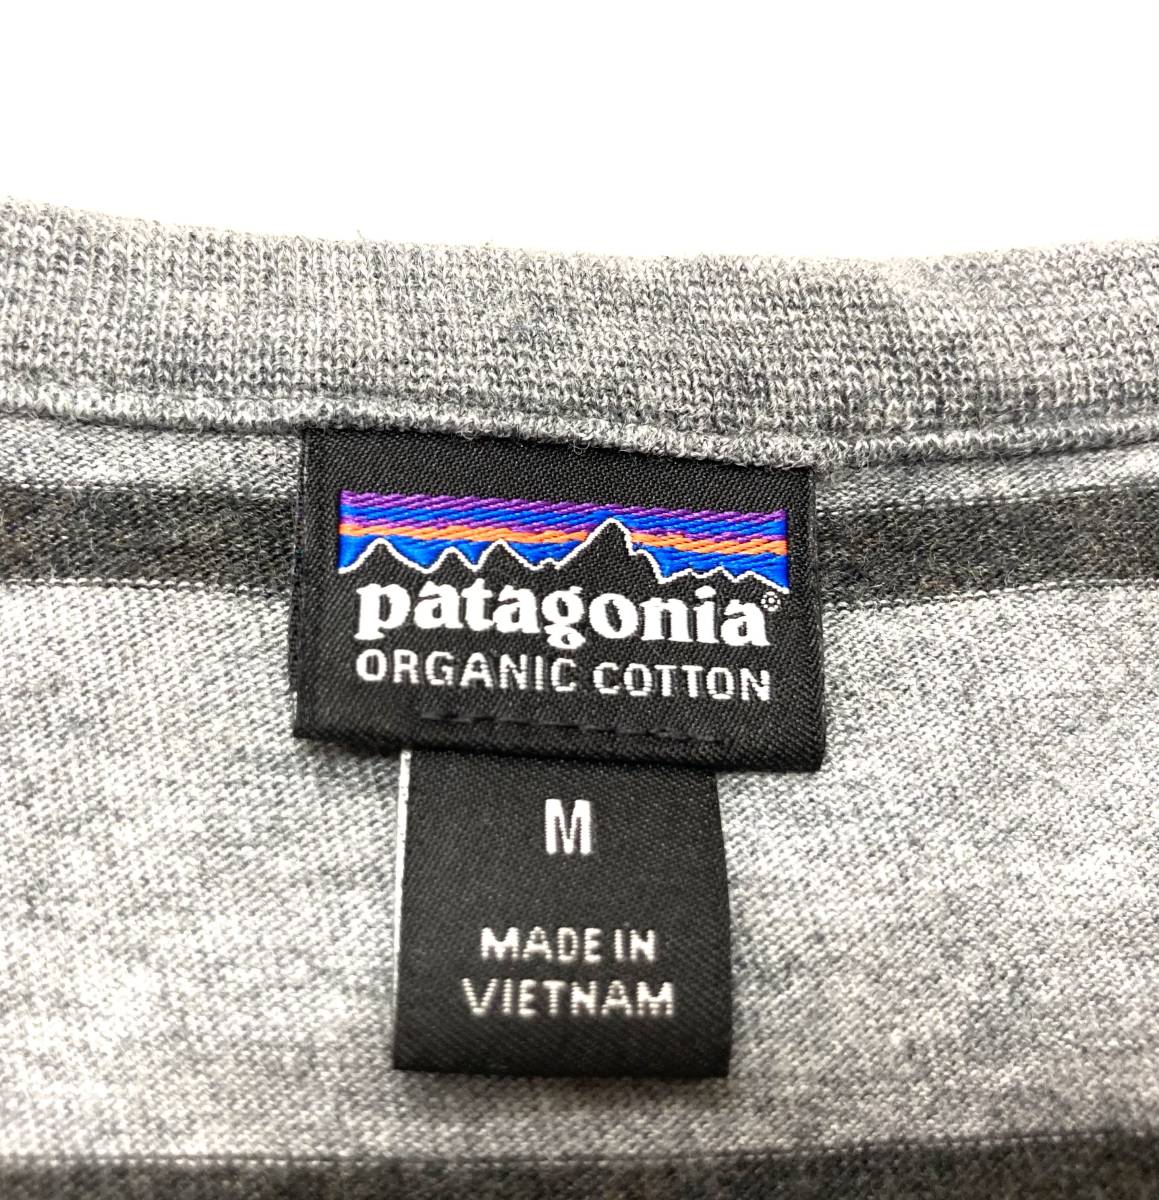 patagonia®
ORGANIC COTTON
M
MADE IN
VIETNAM